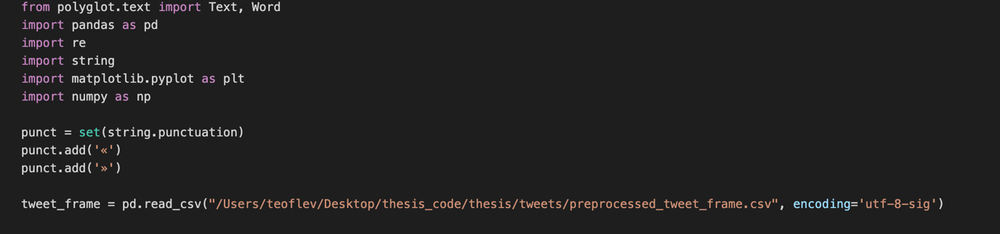 from polyglot.text import Text, Word
import pandas as pd
import re
import string
import matplotlib.pyplot as plt
import numpy as np
punct = set(string.punctuation)
punct.add('«')
punct.add('»')
tweet_frame = pd.read_csv("/Users/teoflev/Desktop/thesis_code/thesis/tweets/preprocessed_tweet_frame.csv", encoding='utf-8-sig')